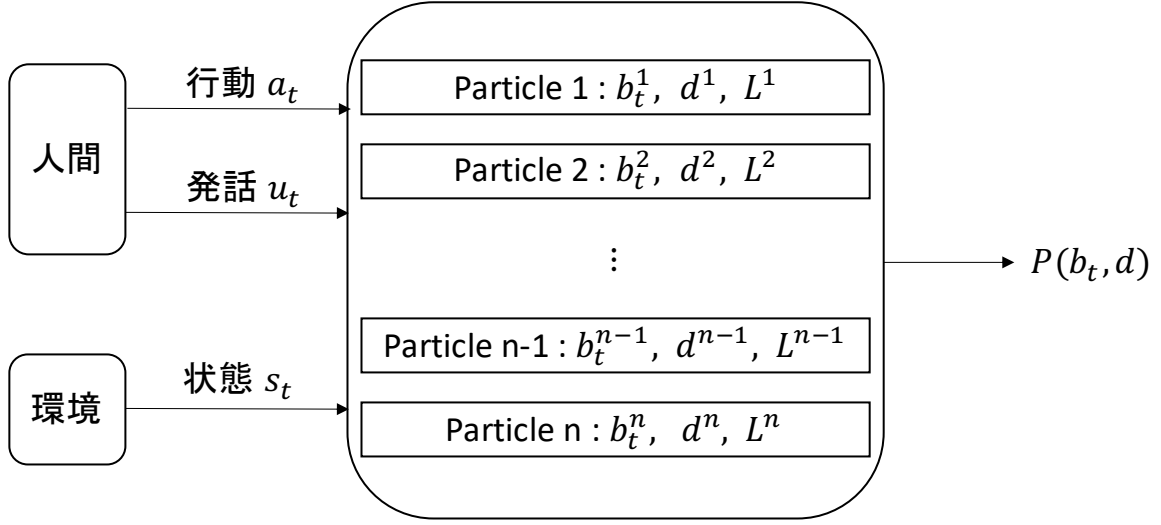 人間
行動 a_t
発話 u_t
環境
状態 s_t
Particle 1 : b_t^1, d^1, L^1
Particle 2 : b_t^2, d^2, L^2
⋮
Particle n-1 : b_t^{n-1}, d^{n-1}, L^{n-1}
Particle n : b_t^n, d^n, L^n
P(b_t, d)